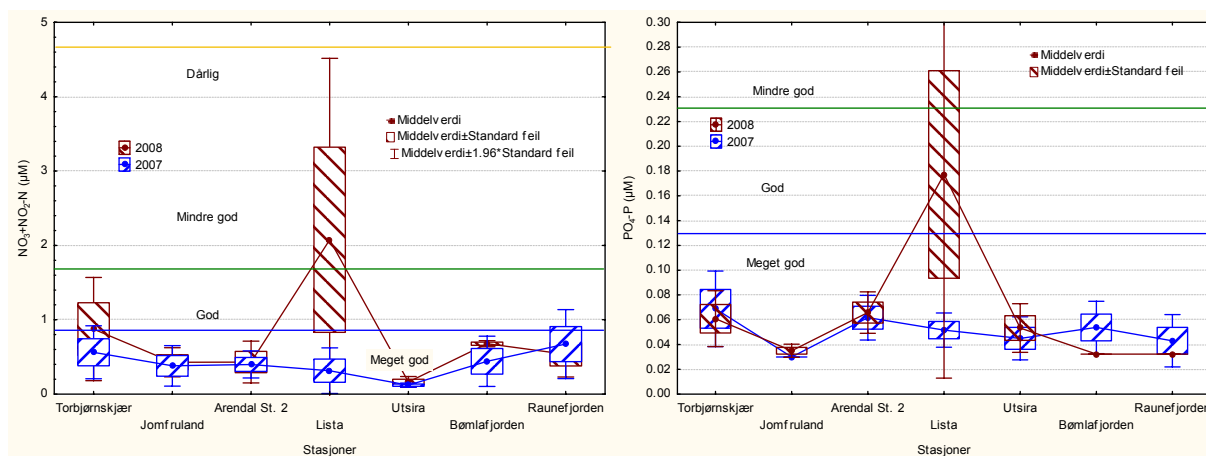 5
4
3
2
1
0
NO₃+NO₂-N (µM)
Dårlig
Mindre god
God
Meget god
2008
2007
Middelverdi
Middelverdi±Standard feil
Middelverdi±1.96*Standard feil
Torbjørnskjær
Jomfruland
Arendal St. 2
Lista
Utsira
Bømlafjorden
Raunefjorden
Stasjoner
0.30
0.28
0.26
0.24
0.22
0.20
0.18
0.16
0.14
0.12
0.10
0.08
0.06
0.04
0.02
0.00
PO₄-P (µM)
Mindre god
God
Meget god
2008
2007
Middelverdi
Middelverdi±Standard feil
Torbjørnskjær
Jomfruland
Arendal St. 2
Lista
Utsira
Bømlafjorden
Raunefjorden
Stasjoner